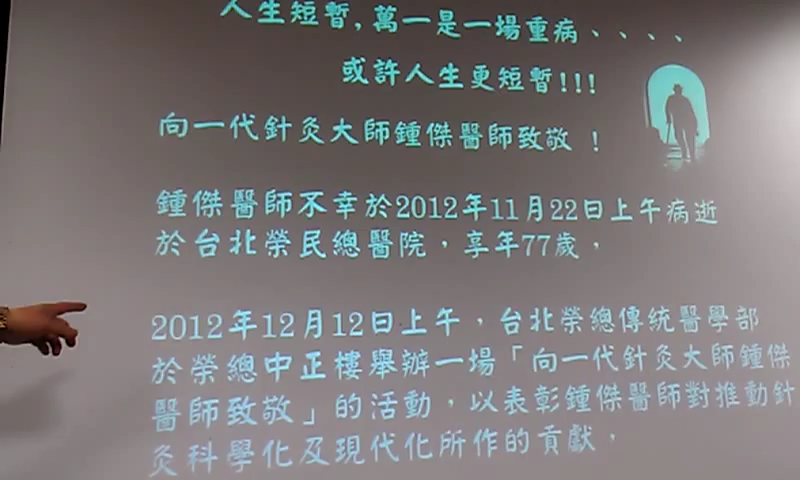 人生短暫,萬一是一場重病、、、、
或許人生更短暫!!!
向一代針灸大師鍾傑醫師致敬！
鍾傑醫師不幸於2012年11月22日上午病逝
於台北榮民總醫院，享年77歲，
2012年12月12日上午，台北榮總傳統醫學部
於榮總中正樓舉辦一場「向一代針灸大師鍾傑
醫師致敬」的活動，以表彰鍾傑醫師對推動針
灸科學化及現代化所作的貢獻，